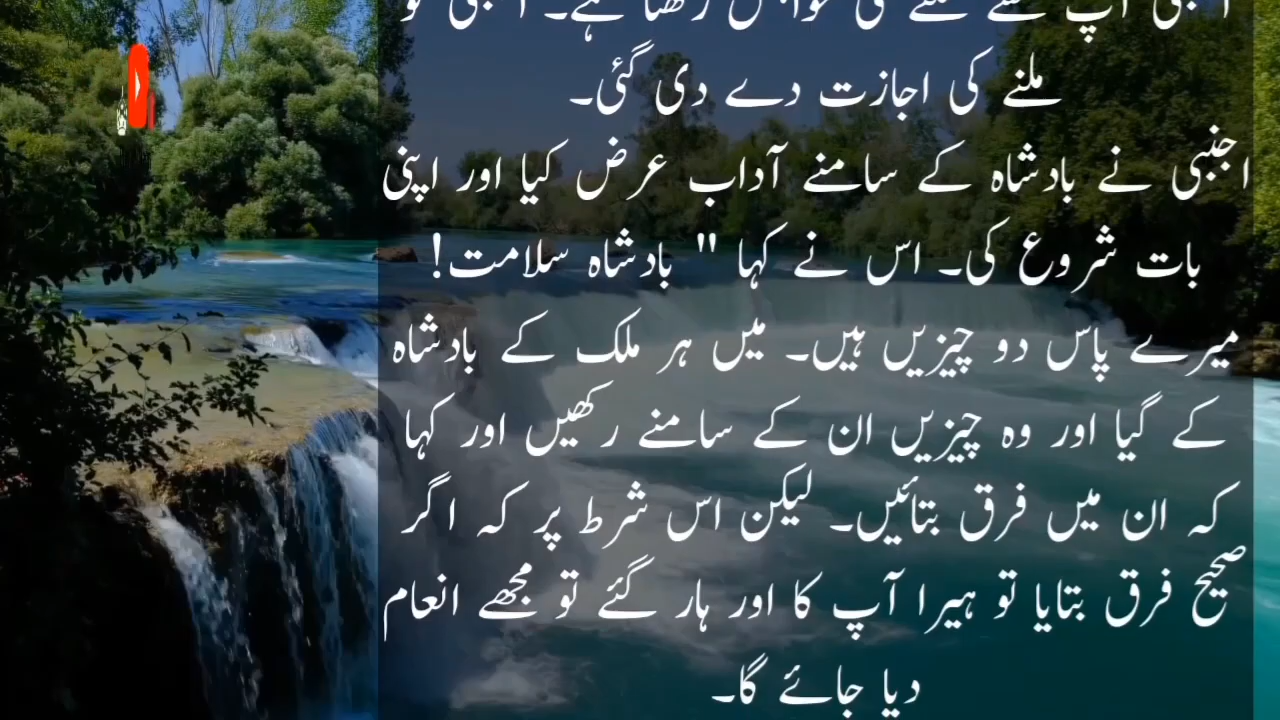 ملنے کی اجازت دے دی گئی۔
اجنبی نے بادشاہ کے سامنے آداب عرض کیا اور اپنی
بات شروع کی۔ اس نے کہا " بادشاہ سلامت!
میرے پاس دو چیزیں ہیں۔ میں ہر ملک کے بادشاہ
کے گیا اور وہ چیزیں ان کے سامنے رکھیں اور کہا
کہ ان میں فرق بتائیں۔ لیکن اس شرط پر کہ اگر
صحیح فرق بتایا تو ہیرا آپ کا اور ہار گئے تو مجھے انعام
دیا جائے گا۔